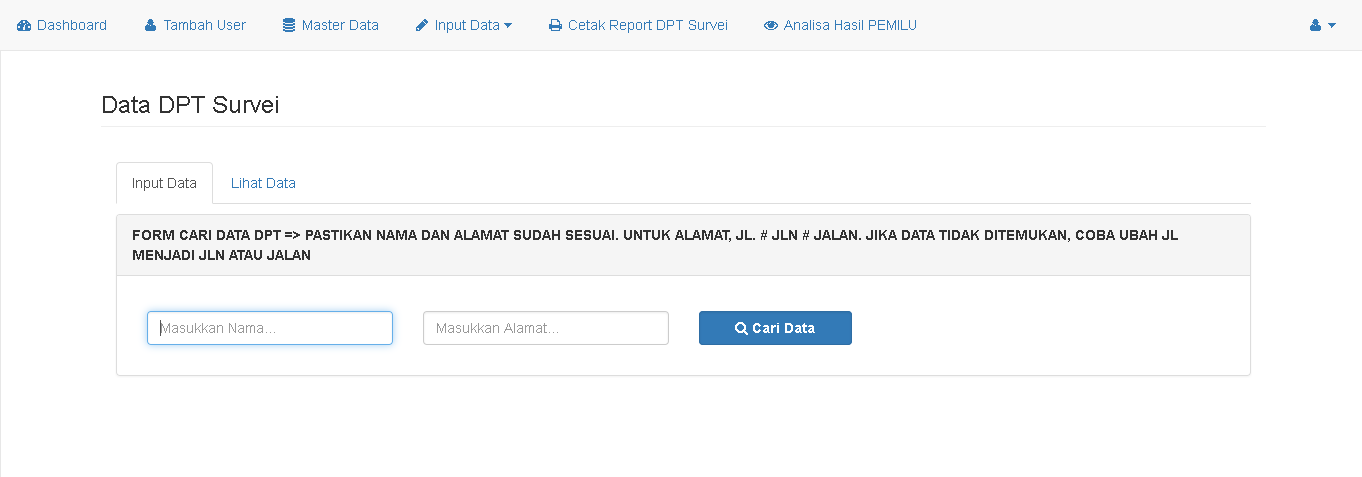 Dashboard Tambah User Master Data Input Data Cetak Report DPT Survei Analisa Hasil PEMILU
Data DPT Survei
Input Data Lihat Data
FORM CARI DATA DPT => PASTIKAN NAMA DAN ALAMAT SUDAH SESUAI. UNTUK ALAMAT, JL. # JLN # JALAN. JIKA DATA TIDAK DITEMUKAN, COBA UBAH JL
MENJADI JLN ATAU JALAN
Masukkan Nama... Masukkan Alamat... Cari Data